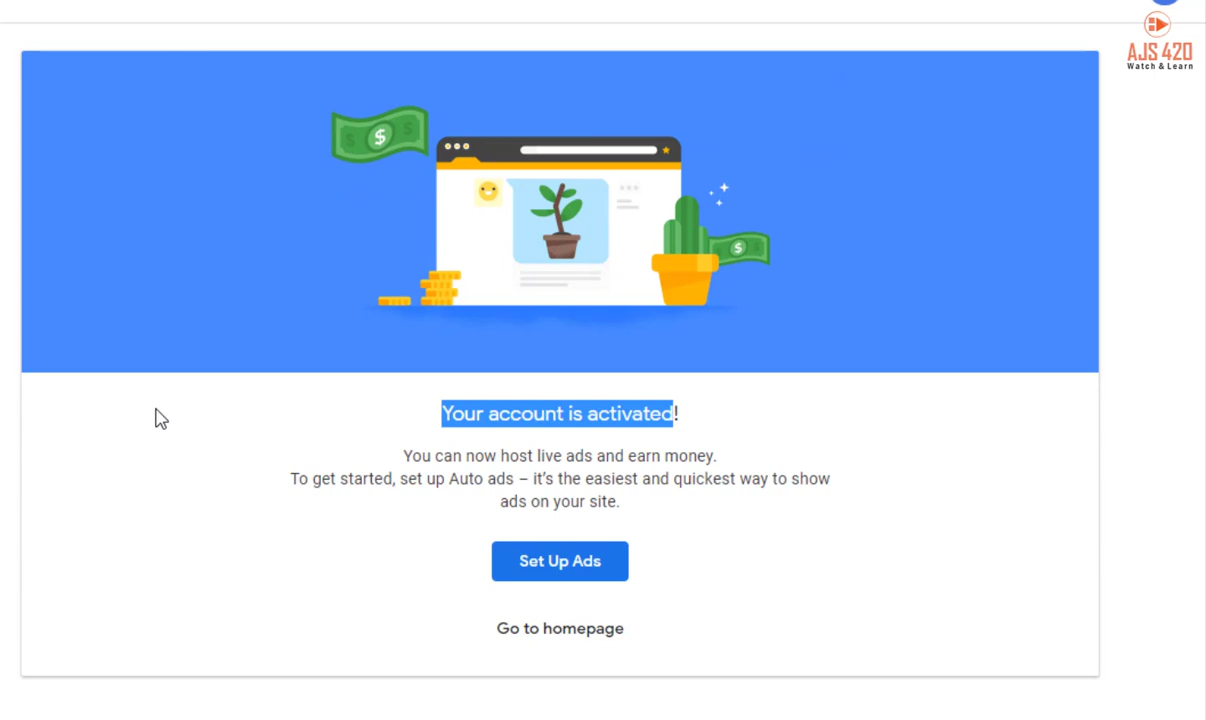 AJS 420
Watch & Learn
Your account is activated!
You can now host live ads and earn money.
To get started, set up Auto ads – it's the easiest and quickest way to show
ads on your site.
Set Up Ads
Go to homepage